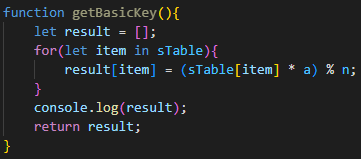 function getBasicKey(){
    let result = [];
    for(let item in sTable){
        result[item] = (sTable[item] * a) % n;
    }
    console.log(result);
    return result;
}